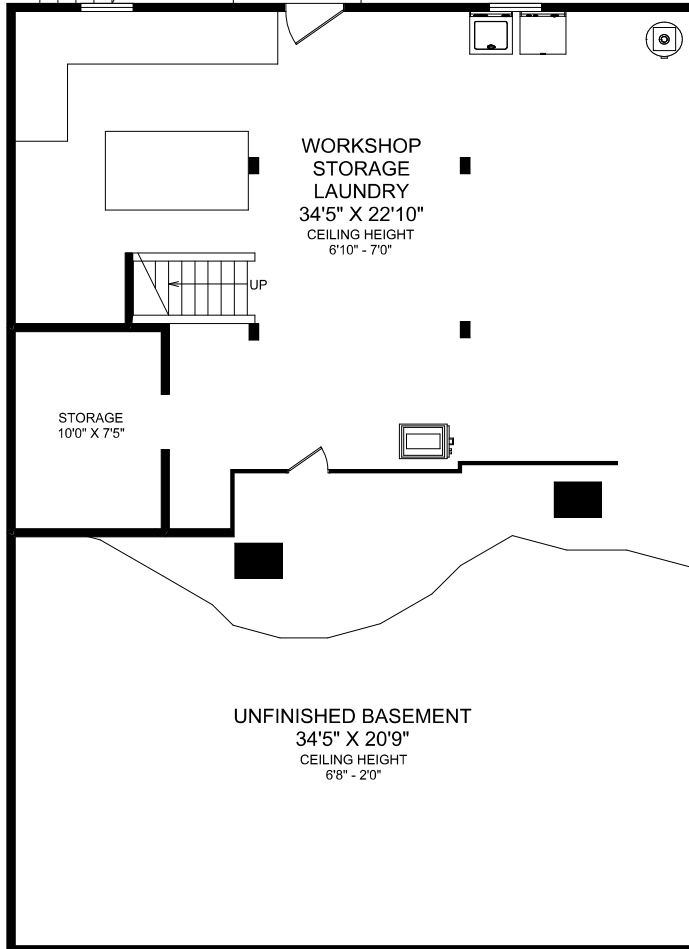 WORKSHOP
STORAGE
LAUNDRY
34'5" X 22'10"
CEILING HEIGHT
6'10" - 7'0"
UP
STORAGE
10'0" X 7'5"
UNFINISHED BASEMENT
34'5" X 20'9"
CEILING HEIGHT
6'8" - 2'0"